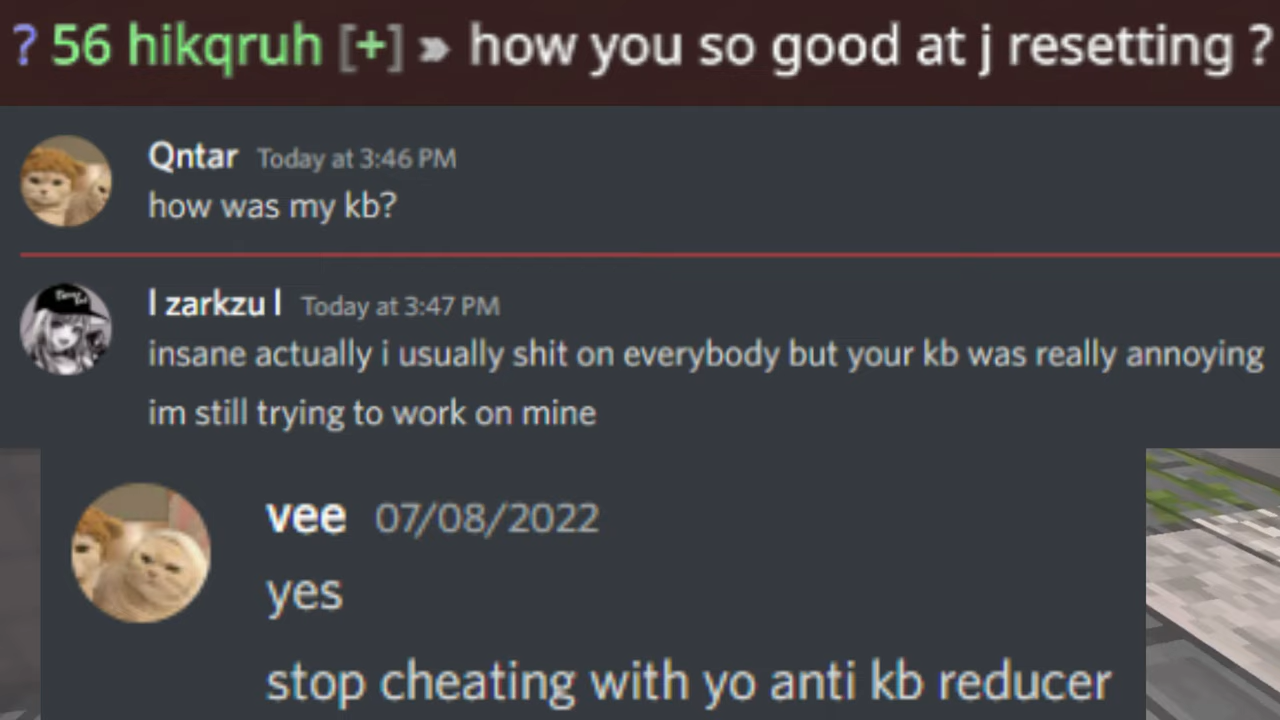 ? 56 hikqruh [+] » how you so good at j resetting ?
Qntar Today at 3:46 PM
how was my kb?
l zarkzu l Today at 3:47 PM
insane actually i usually shit on everybody but your kb was really annoying
im still trying to work on mine
vee 07/08/2022
yes
stop cheating with yo anti kb reducer